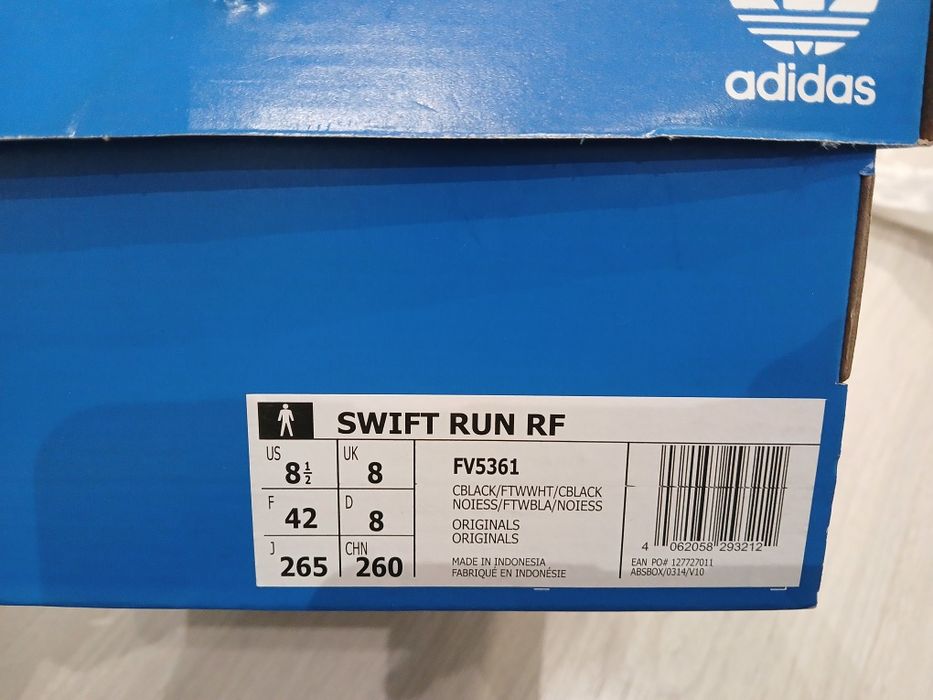 adidas
SWIFT RUN RF
US 8½
UK 8
F 42
D 8
J 265
CHN 260
FV5361
CBLACK/FTWWHT/CBLACK
NOIESS/FTWBLA/NOIESS
ORIGINALS
ORIGINALS
MADE IN INDONESIA
FABRIQUÉ EN INDONÉSIE
4 062058 293212
EAN PO# 127727011
ABSBOX/0314/V10